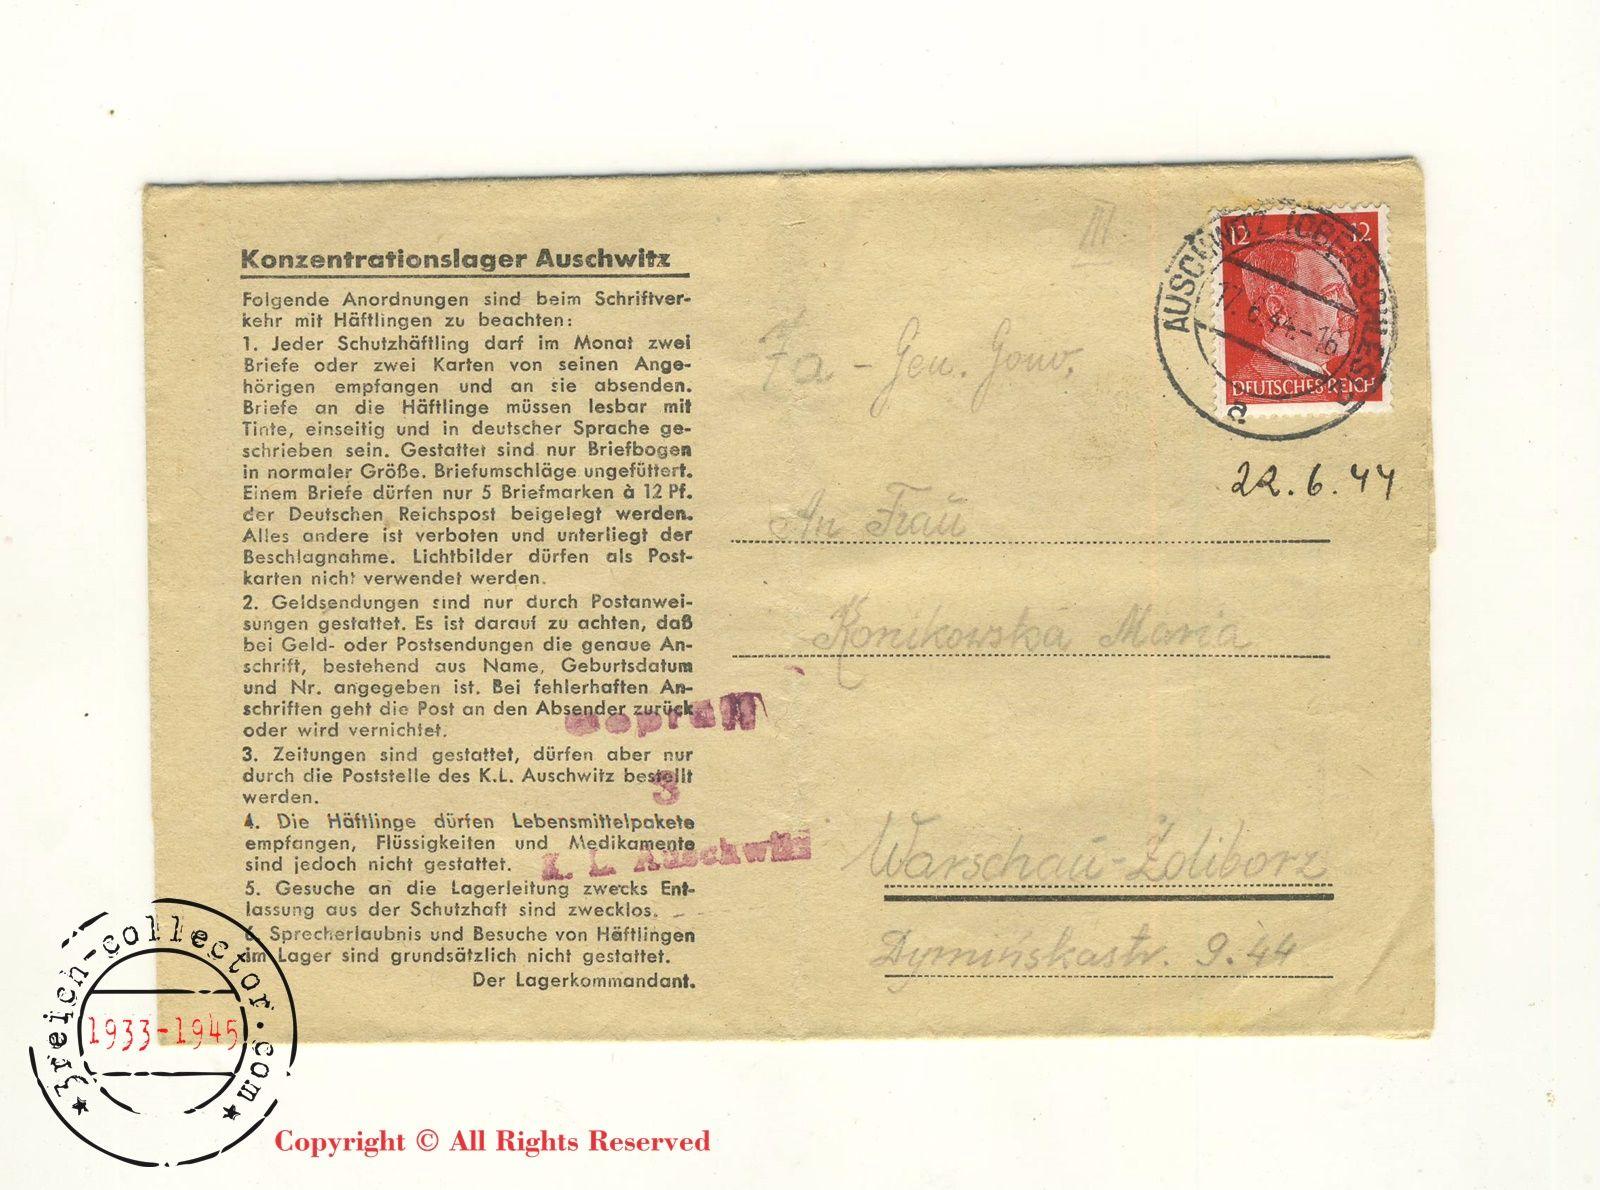 Konzentrationslager Auschwitz
Folgende Anordnungen sind beim Schriftver-
kehr mit Häftlingen zu beachten:
1. Jeder Schutzhäftling darf im Monat zwei
Briefe oder zwei Karten von seinen Ange-
hörigen empfangen und an sie absenden.
Briefe an die Häftlinge müssen lesbar mit
Tinte, einseitig und in deutscher Sprache ge-
schrieben sein. Gestattet sind nur Briefbogen
in normaler Größe. Briefumschläge ungefüttert.
Einem Briefe dürfen nur 5 Briefmarken à 12 Pf.
der Deutschen Reichspost beigelegt werden.
Alles andere ist verboten und unterliegt der
Beschlagnahme. Lichtbilder dürfen als Post-
karten nicht verwendet werden.
2. Geldsendungen sind nur durch Postanwei-
sungen gestattet. Es ist darauf zu achten, daß
bei Geld- oder Postsendungen die genaue An-
schrift, bestehend aus Name, Geburtsdatum
und Nr. angegeben ist. Bei fehlerhaften An-
schriften geht die Post an den Absender zurück
oder wird vernichtet.
3. Zeitungen sind gestattet, dürfen aber nur
durch die Poststelle des K.L. Auschwitz bestellt
werden.
4. Die Häftlinge dürfen Lebensmittelpakete
empfangen, Flüssigkeiten und Medikamente
sind jedoch nicht gestattet.
5. Gesuche an die Lagerleitung zwecks Ent-
lassung aus der Schutzhaft sind zwecklos.
6. Sprecherlaubnis und Besuche von Häftlingen
im Lager sind grundsätzlich nicht gestattet.
Der Lagerkommandant.
Geprüft
3
K. L. Auschwitz
III
7a - Gen. Gouv.
12 12
DEUTSCHES REICH
AUSCHWITZ (OBERSCHLES)
17.6.44-16
a
22.6.44
An Frau
Konikowska Maria
Warschau-Żoliborz
Dymińskastr. 9.44
3reich-collector.com
1933-1945
Copyright © All Rights Reserved